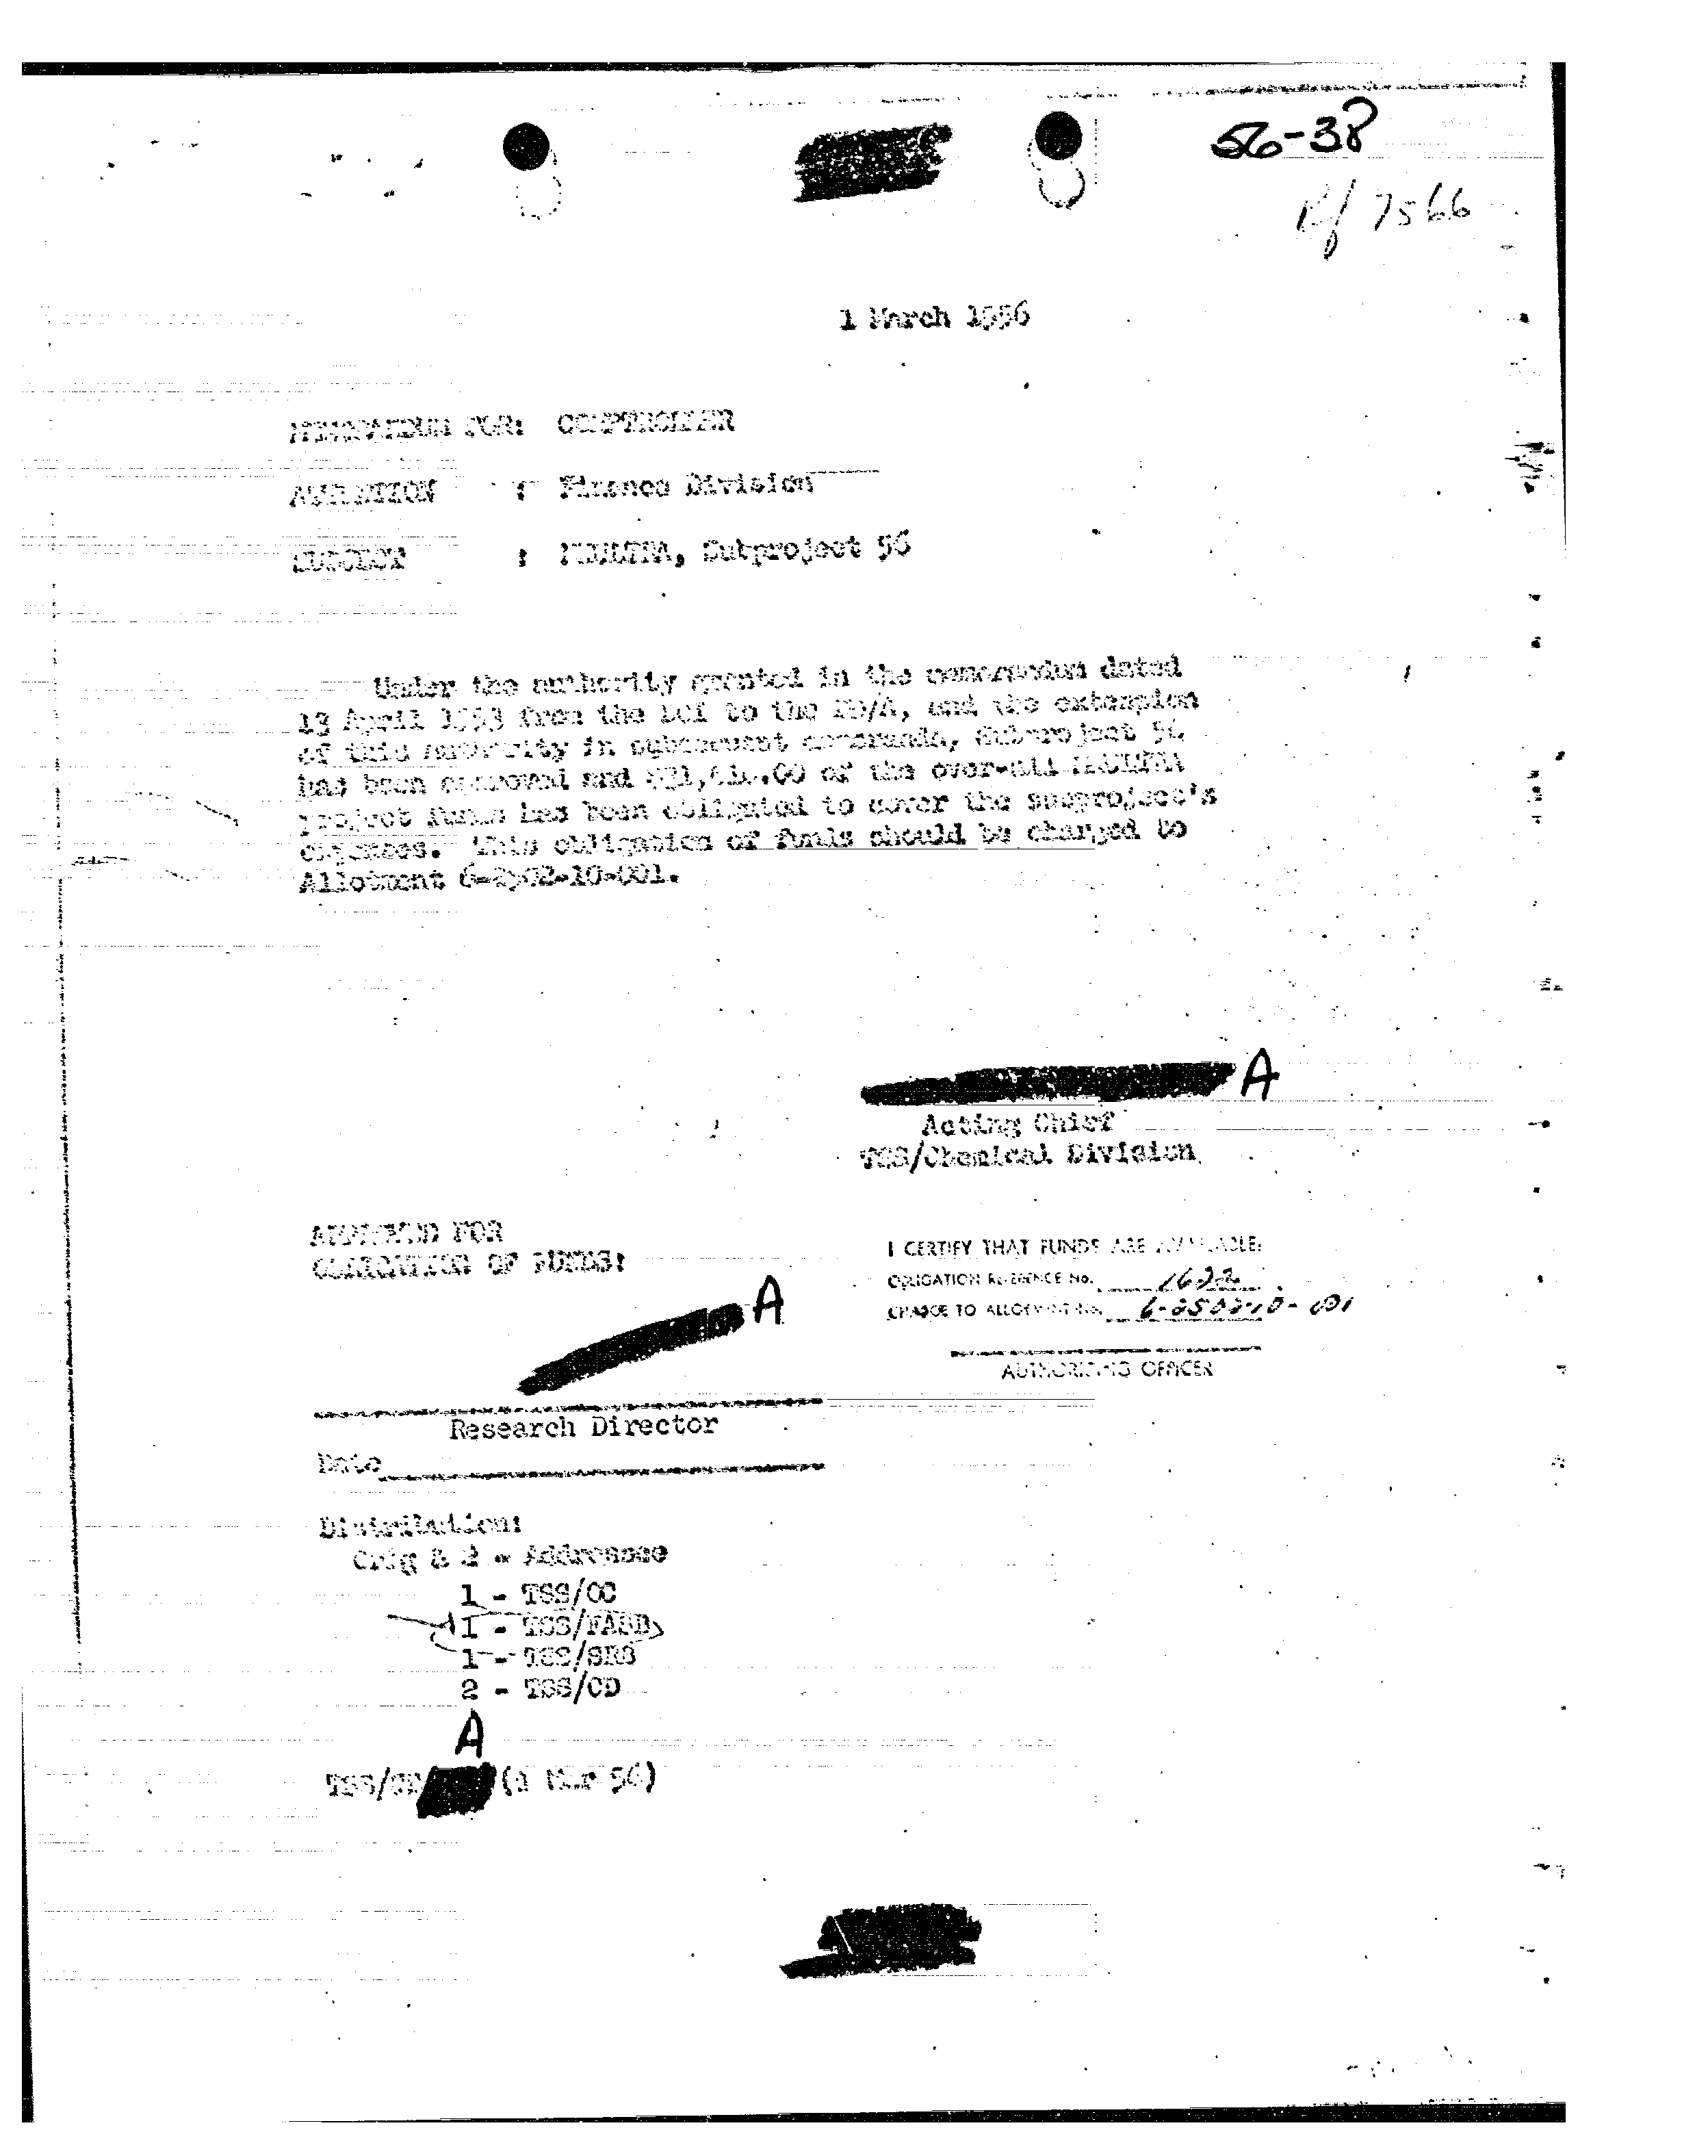 56-38
Rf 7566
1 March 1956
MEMORANDUM FOR: COMPTROLLER
ATTENTION : Finance Division
SUBJECT : MKULTRA, Subproject 56
Under the authority granted in the memorandum dated
13 April 1953 from the DCI to the DD/A, and the extension
of this authority in subsequent memoranda, Subproject 56
has been approved and of the over-all MKULTRA
project funds has been obligated to cover the subproject's
expenses. This obligation of funds should be charged to
Allotment 6-2502-10-001.
A
Acting Chief
TSS/Chemical Division
APPROVED FOR
OBLIGATION OF FUNDS:
A
Research Director
Date
I CERTIFY THAT FUNDS ARE AVAILABLE:
OBLIGATION REFERENCE No. 1622
CHARGE TO ALLOTMENT No. 6-2502-10-001
AUTHORIZING OFFICER
Distribution:
Orig & 2 - Addressee
1 - TSS/OC
1 - TSS/FASB
1 - TSS/SRS
2 - TSS/CD
A
TSS/CD (1 Mar 56)